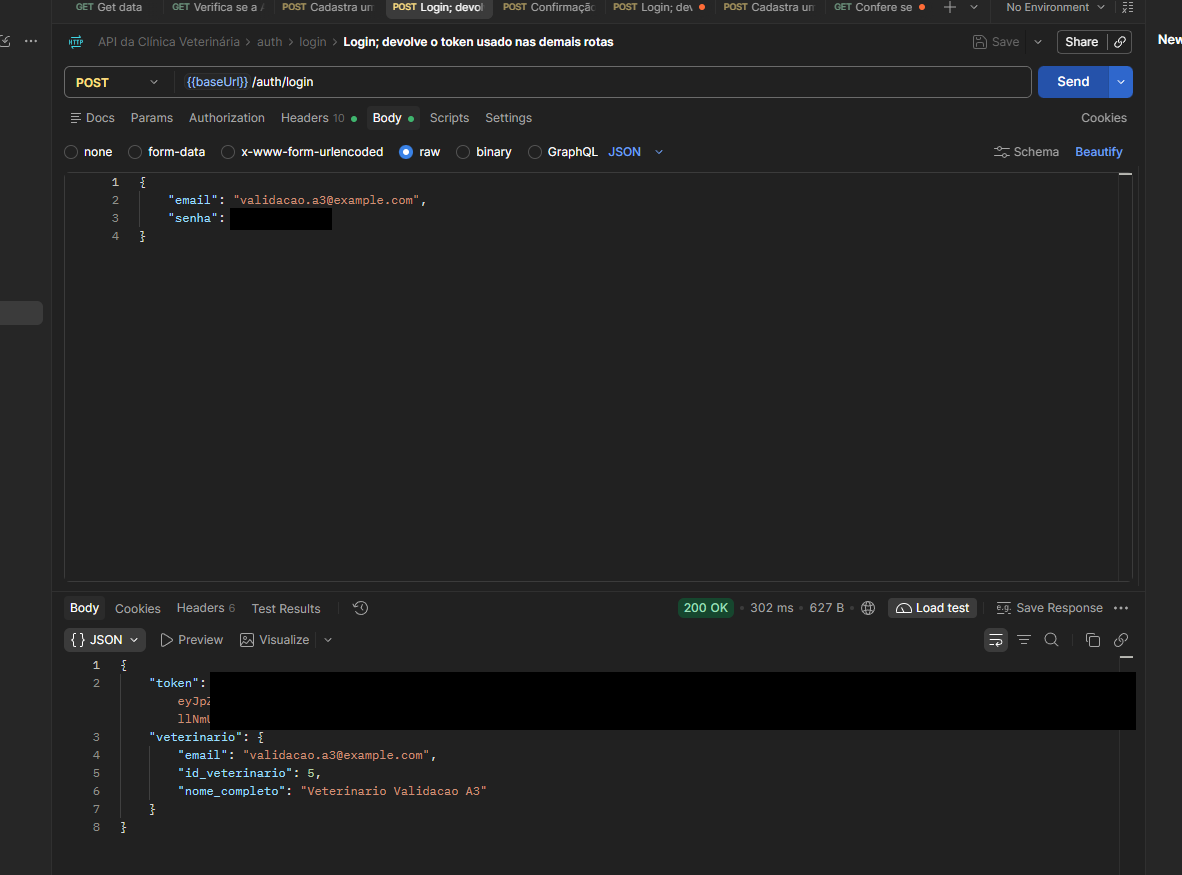 GET Get data GET Verifica se a POST Cadastra um POST Login; devol POST Confirmaçã POST Login; dev POST Cadastra um GET Confere se No Environment
API da Clínica Veterinária > auth > login > Login; devolve o token usado nas demais rotas Save Share New
POST {{baseUrl}} /auth/login Send
Docs Params Authorization Headers 10 Body Scripts Settings Cookies
none form-data x-www-form-urlencoded raw binary GraphQL JSON Schema Beautify
1 {
2 "email": "validacao.a3@example.com",
3 "senha":
4 }
Body Cookies Headers 6 Test Results 200 OK 302 ms 627 B Load test e.g. Save Response
{} JSON Preview Visualize
1 {
2 "token":
eyJpZ
llNmU
3 "veterinario": {
4 "email": "validacao.a3@example.com",
5 "id_veterinario": 5,
6 "nome_completo": "Veterinario Validacao A3"
7 }
8 }